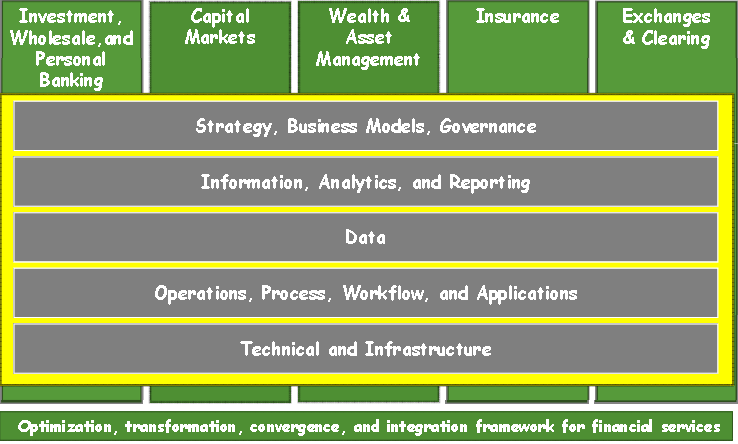 Investment,
Wholesale, and
Personal
Banking
Capital
Markets
Wealth &
Asset
Management
Insurance
Exchanges
& Clearing
Strategy, Business Models, Governance
Information, Analytics, and Reporting
Data
Operations, Process, Workflow, and Applications
Technical and Infrastructure
Optimization, transformation, convergence, and integration framework for financial services